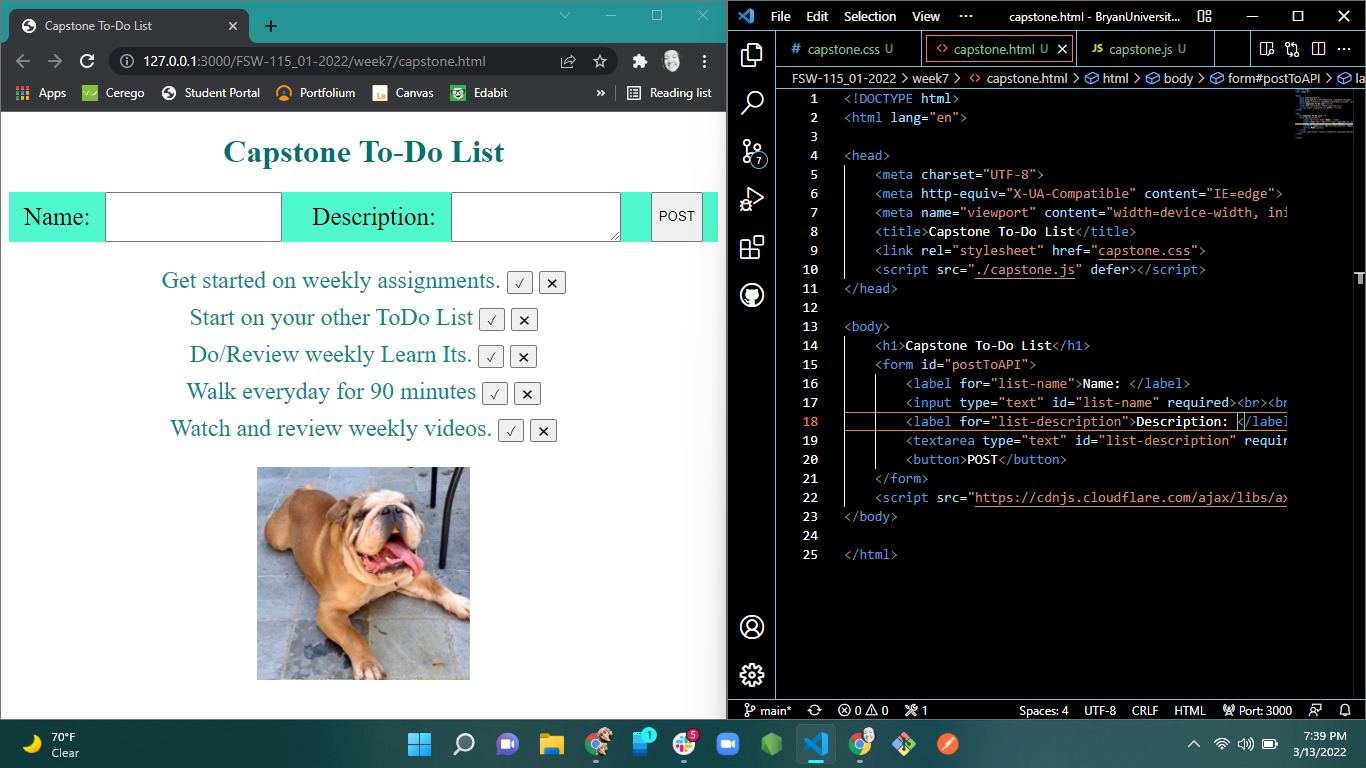 Capstone To-Do List
127.0.0.1:3000/FSW-115_01-2022/week7/capstone.html
Apps Cerego Student Portal Portfolium Canvas Edabit » Reading list
Capstone To-Do List
Name: Description: POST
Get started on weekly assignments. ✓ ✕
Start on your other ToDo List ✓ ✕
Do/Review weekly Learn Its. ✓ ✕
Walk everyday for 90 minutes ✓ ✕
Watch and review weekly videos. ✓ ✕
File Edit Selection View ··· capstone.html - BryanUniversit...
# capstone.css U <> capstone.html U JS capstone.js U ···
FSW-115_01-2022 > week7 > <> capstone.html > html > body > form#postToAPI > la
1 <!DOCTYPE html>
2 <html lang="en">
3
4 <head>
5 <meta charset="UTF-8">
6 <meta http-equiv="X-UA-Compatible" content="IE=edge">
7 <meta name="viewport" content="width=device-width, ini
8 <title>Capstone To-Do List</title>
9 <link rel="stylesheet" href="capstone.css">
10 <script src="./capstone.js" defer></script>
11 </head>
12
13 <body>
14 <h1>Capstone To-Do List</h1>
15 <form id="postToAPI">
16 <label for="list-name">Name: </label>
17 <input type="text" id="list-name" required><br><br
18 <label for="list-description">Description: </label
19 <textarea type="text" id="list-description" requir
20 <button>POST</button>
21 </form>
22 <script src="https://cdnjs.cloudflare.com/ajax/libs/ax
23 </body>
24
25 </html>
7
main* 0 0 1 Spaces: 4 UTF-8 CRLF HTML Port: 3000
70°F
Clear
1 5
7:39 PM
3/13/2022